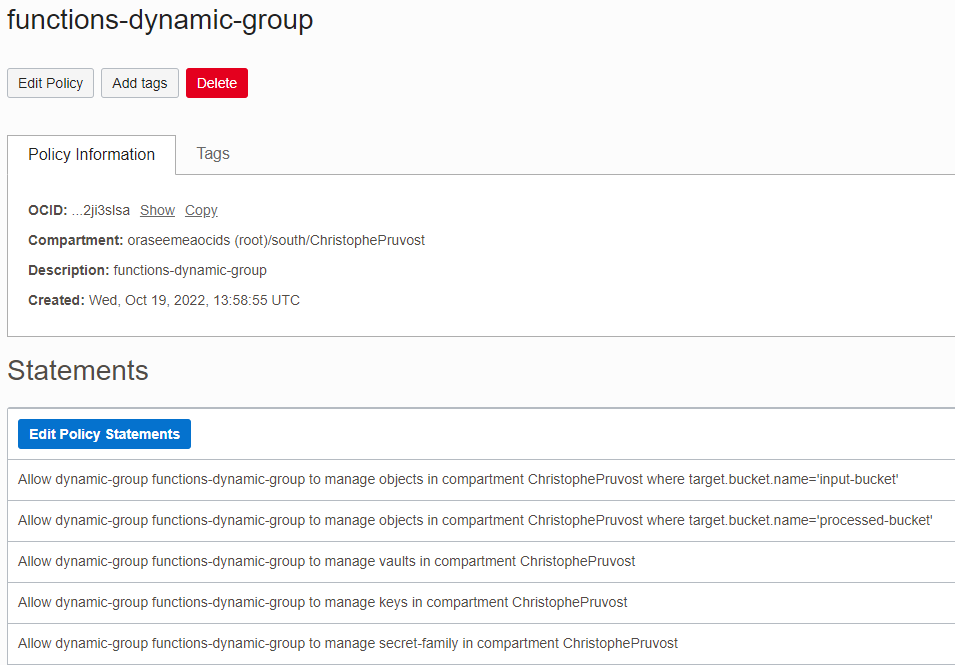 functions-dynamic-group
Edit Policy Add tags Delete
Policy Information Tags
OCID: ...2ji3slsa Show Copy
Compartment: oraseemeaocids (root)/south/ChristophePruvost
Description: functions-dynamic-group
Created: Wed, Oct 19, 2022, 13:58:55 UTC
Statements
Edit Policy Statements
Allow dynamic-group functions-dynamic-group to manage objects in compartment ChristophePruvost where target.bucket.name='input-bucket'
Allow dynamic-group functions-dynamic-group to manage objects in compartment ChristophePruvost where target.bucket.name='processed-bucket'
Allow dynamic-group functions-dynamic-group to manage vaults in compartment ChristophePruvost
Allow dynamic-group functions-dynamic-group to manage keys in compartment ChristophePruvost
Allow dynamic-group functions-dynamic-group to manage secret-family in compartment ChristophePruvost